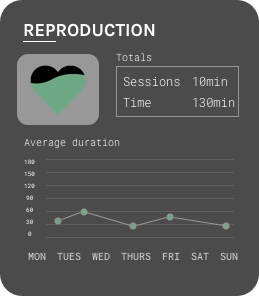 REPRODUCTION
Totals
Sessions 10min
Time 130min
Average duration
180
150
120
90
60
30
0
MON TUES WED THURS FRI SAT SUN